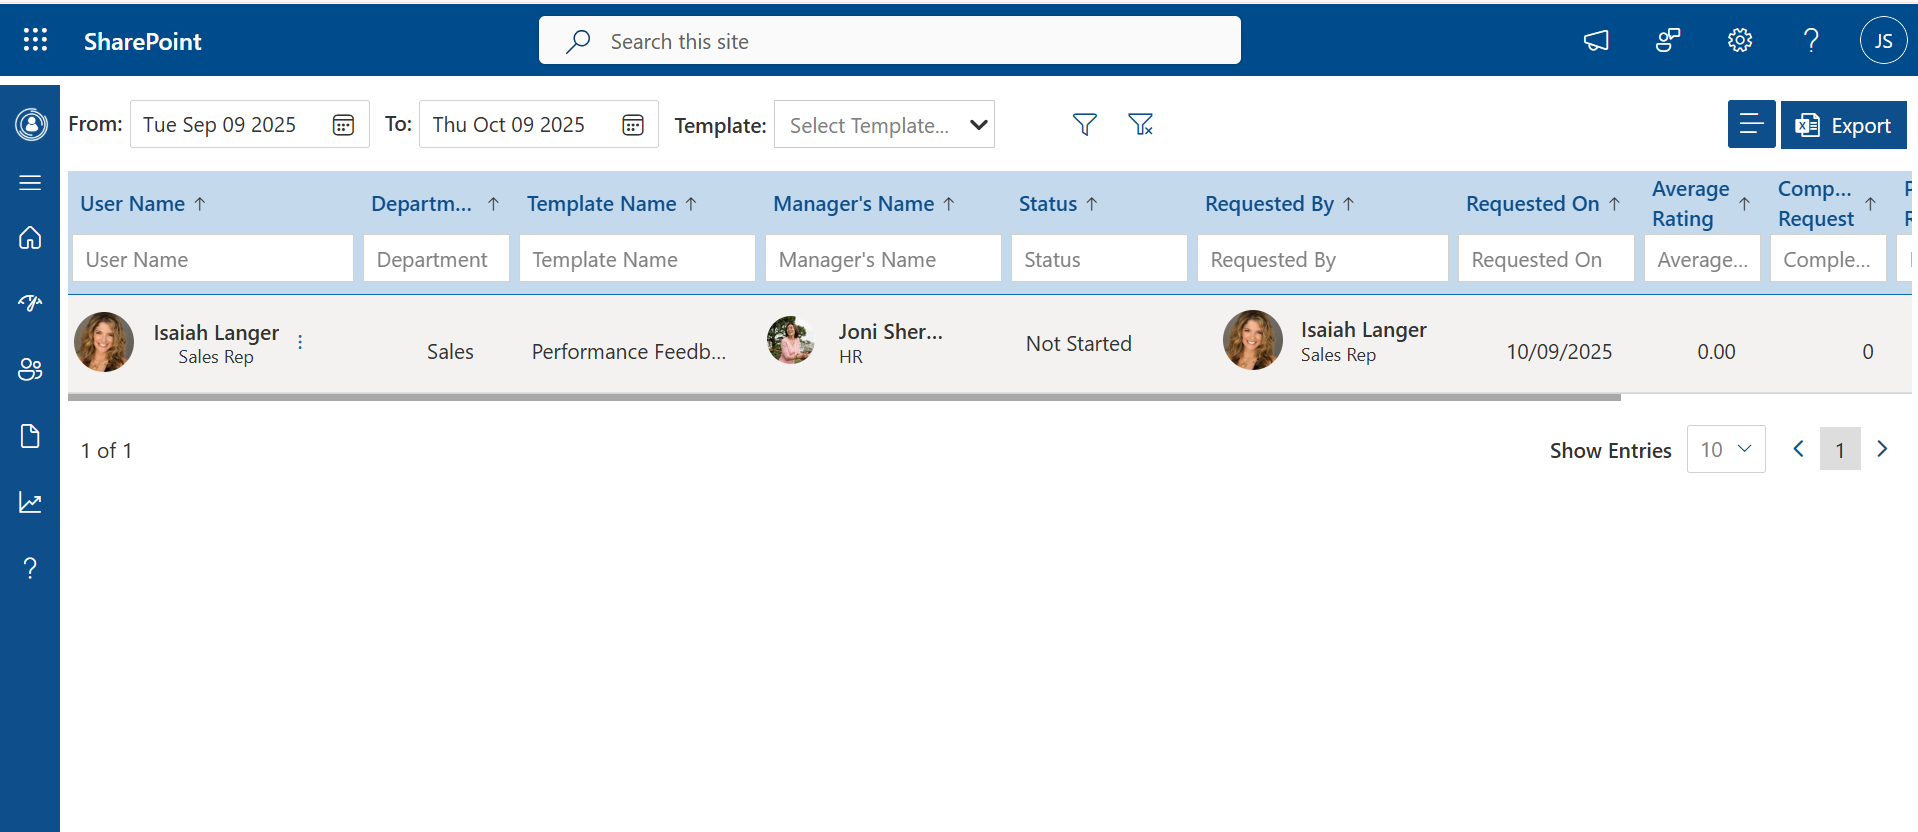 SharePoint
Search this site
JS
From: Tue Sep 09 2025 To: Thu Oct 09 2025 Template: Select Template... Export
User Name ↑ Departm... ↑ Template Name ↑ Manager's Name ↑ Status ↑ Requested By ↑ Requested On ↑ Average Rating ↑ Comp... Request ↑
User Name Department Template Name Manager's Name Status Requested By Requested On Average... Comple...
Isaiah Langer
Sales Rep
Sales
Performance Feedb...
Joni Sher...
HR
Not Started
Isaiah Langer
Sales Rep
10/09/2025
0.00
0
1 of 1
Show Entries 10 1